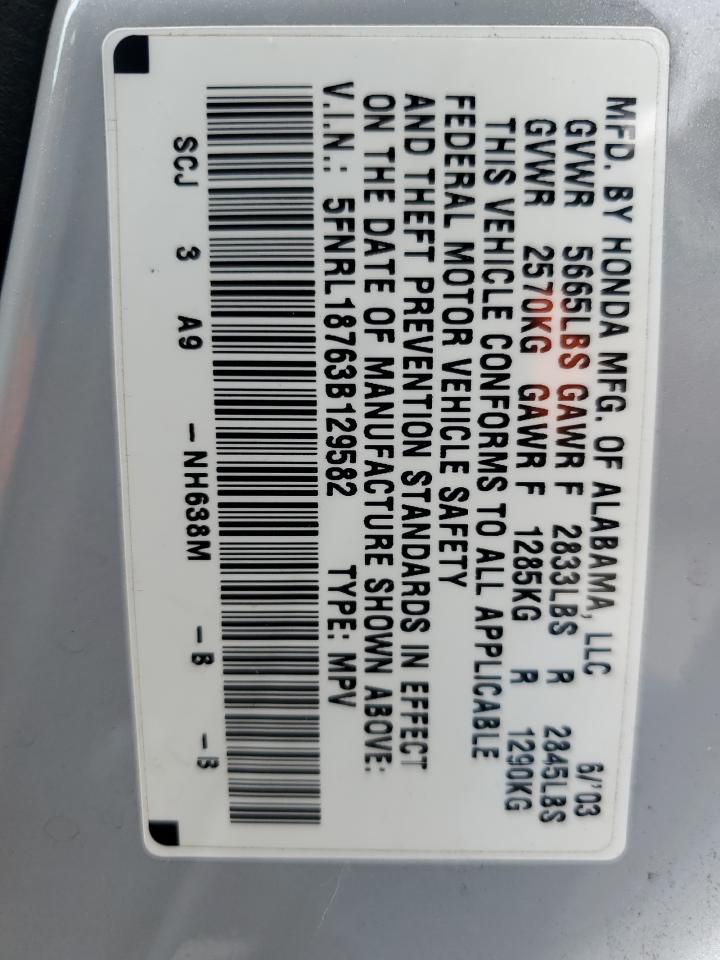 MFD. BY HONDA MFG. OF ALABAMA, LLC 6/'03
GVWR 5665LBS GAWR F 2833LBS R 2845LBS
GVWR 2570KG GAWR F 1285KG R 1290KG
THIS VEHICLE CONFORMS TO ALL APPLICABLE
FEDERAL MOTOR VEHICLE SAFETY
AND THEFT PREVENTION STANDARDS IN EFFECT
ON THE DATE OF MANUFACTURE SHOWN ABOVE:
V.I.N.: 5FNRL18763B129582 TYPE: MPV
SCJ 3 A9 -NH638M -B -B